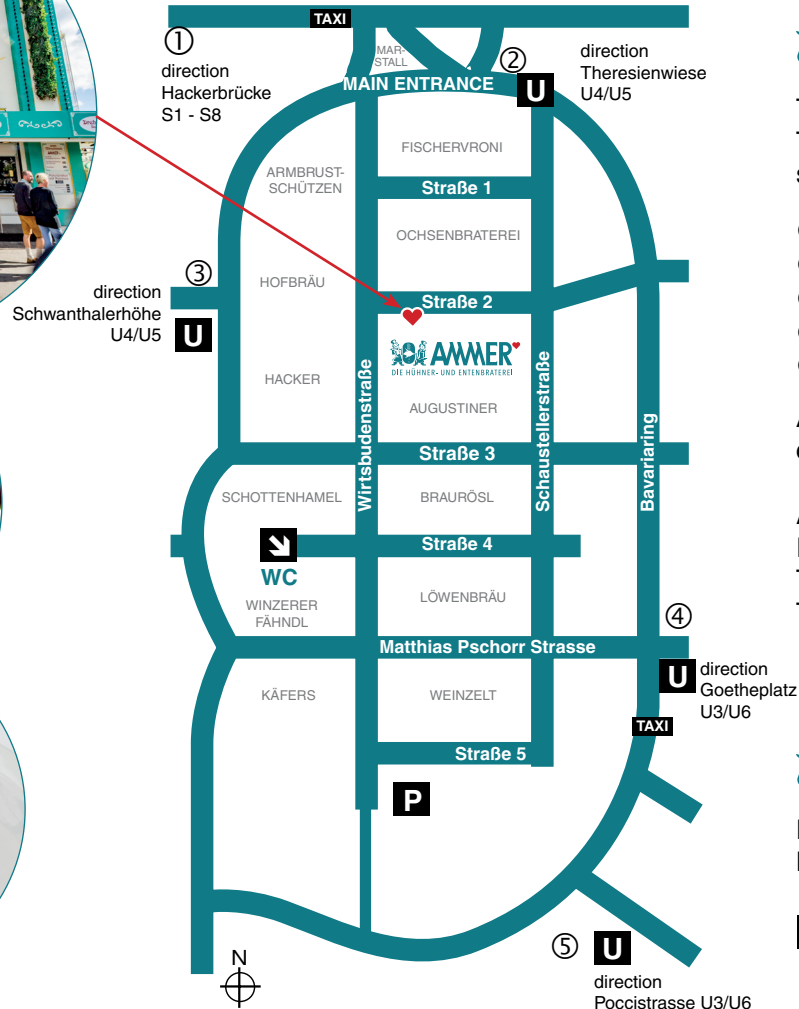 TAXI
①
direction
Hackerbrücke
S1 - S8
MAR-
STALL
②
direction
Theresienwiese
U4/U5
MAIN ENTRANCE
U
FISCHERVRONI
ARMBRUST-
SCHÜTZEN
Straße 1
OCHSENBRATEREI
③
direction
Schwanthalerhöhe
U4/U5
U
HOFBRÄU
Straße 2
AMMER
DIE HÜHNER- UND ENTENBRATEREI
HACKER
AUGUSTINER
Wirtsbudenstraße
Schaustellerstraße
Bavariaring
Straße 3
SCHOTTENHAMEL
BRAURÖSL
Straße 4
WC
WINZERER
FÄHNDL
LÖWENBRÄU
④
Matthias Pschorr Strasse
U
direction
Goetheplatz
U3/U6
KÄFERS
WEINZELT
TAXI
Straße 5
P
N
⑤
U
direction
Poccistrasse U3/U6